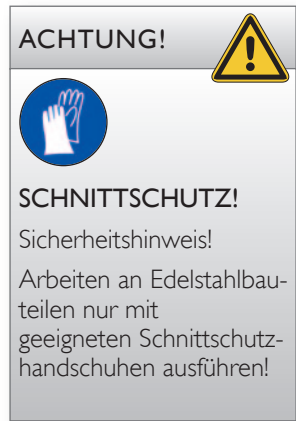 ACHTUNG!
SCHNITTSCHUTZ!
Sicherheitshinweis!
Arbeiten an Edelstahlbau-
teilen nur mit
geeigneten Schnittschutz-
handschuhen ausführen!